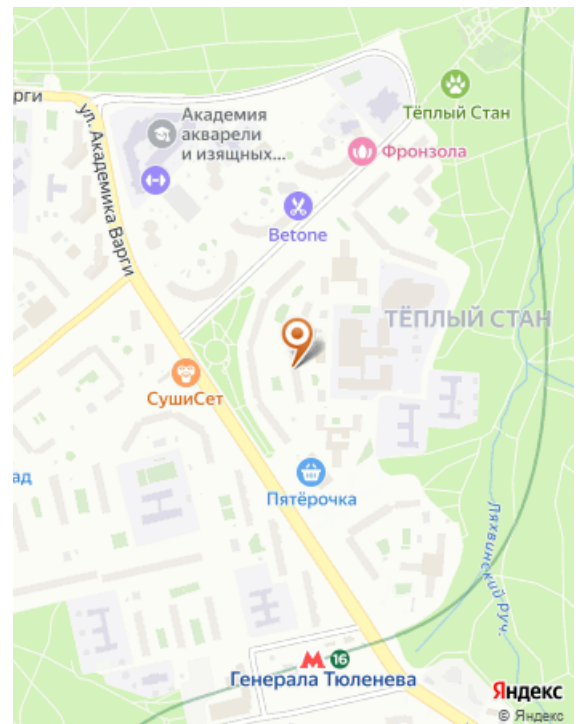 рги
ул. Академика Варги
Академия
акварели
и изящных...
Тёплый Стан
Фронзола
Betone
ТЁПЛЫЙ СТАН
СушиСет
ад
Пятёрочка
Ляхвинский руч.
16
Генерала Тюленева
Яндекс
© Яндекс